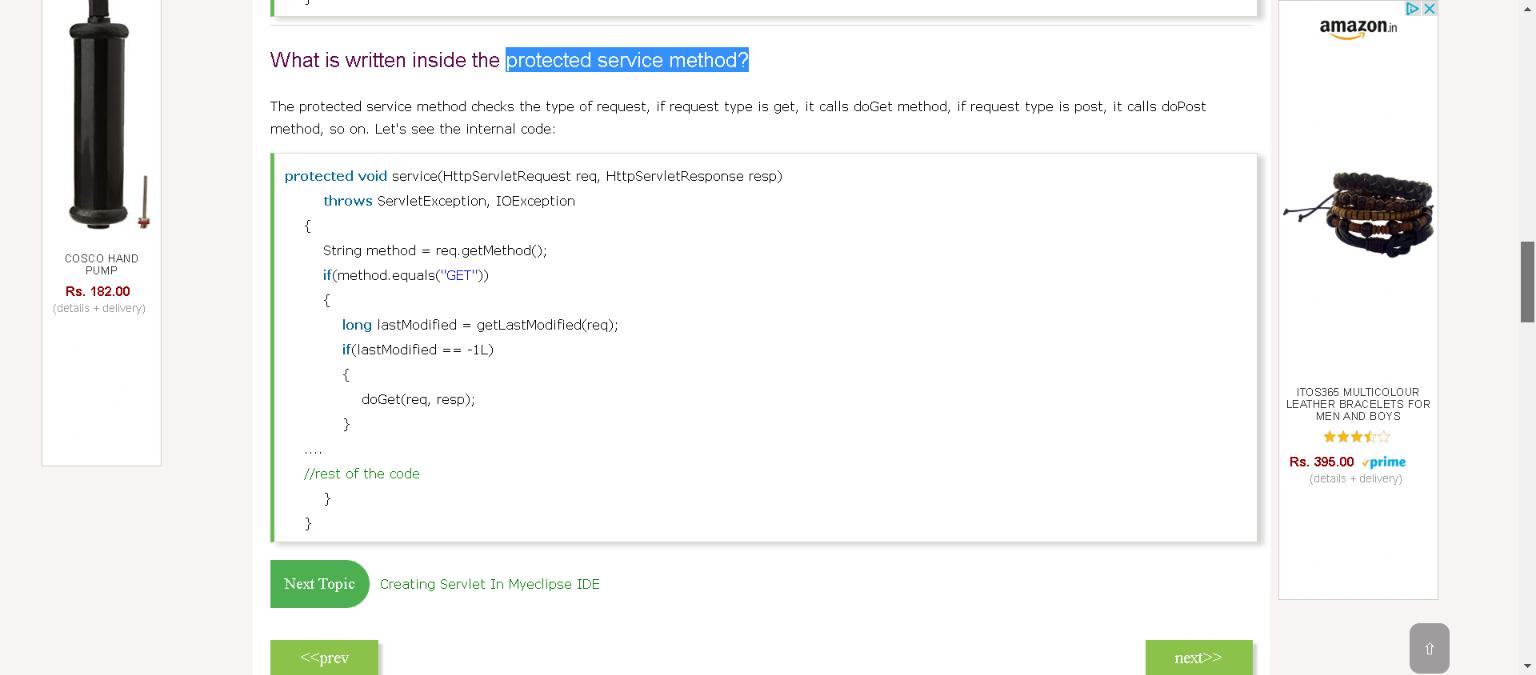 }
What is written inside the protected service method?
The protected service method checks the type of request, if request type is get, it calls doGet method, if request type is post, it calls doPost
method, so on. Let's see the internal code:
protected void service(HttpServletRequest req, HttpServletResponse resp)
throws ServletException, IOException
{
String method = req.getMethod();
if(method.equals("GET"))
{
long lastModified = getLastModified(req);
if(lastModified == -1L)
{
doGet(req, resp);
}
....
//rest of the code
}
}
Next Topic Creating Servlet In Myeclipse IDE
<<prev
next>>
COSCO HAND
PUMP
Rs. 182.00
(details + delivery)
amazon.in
ITOS365 MULTICOLOUR
LEATHER BRACELETS FOR
MEN AND BOYS
Rs. 395.00 prime
(details + delivery)